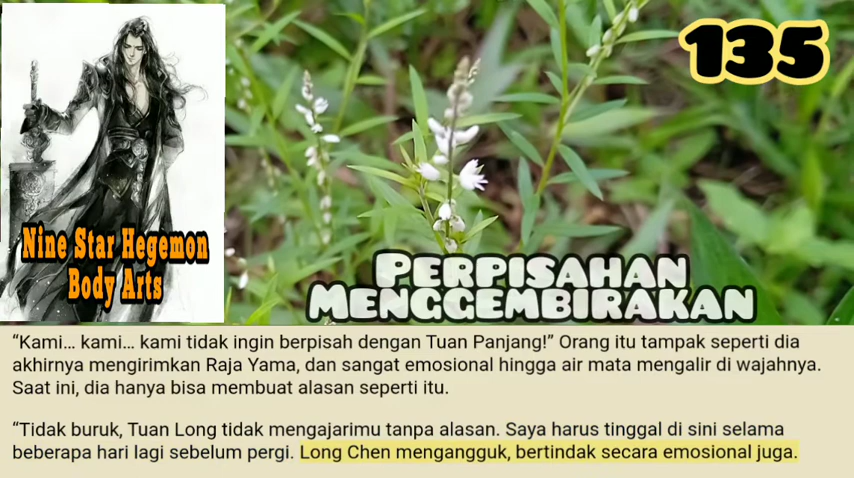 135
Nine Star Hegemon
Body Arts
PERPISAHAN
MENGGEMBIRAKAN
“Kami… kami… kami tidak ingin berpisah dengan Tuan Panjang!” Orang itu tampak seperti dia
akhirnya mengirimkan Raja Yama, dan sangat emosional hingga air mata mengalir di wajahnya.
Saat ini, dia hanya bisa membuat alasan seperti itu.
“Tidak buruk, Tuan Long tidak mengajarimu tanpa alasan. Saya harus tinggal di sini selama
beberapa hari lagi sebelum pergi. Long Chen mengangguk, bertindak secara emosional juga.